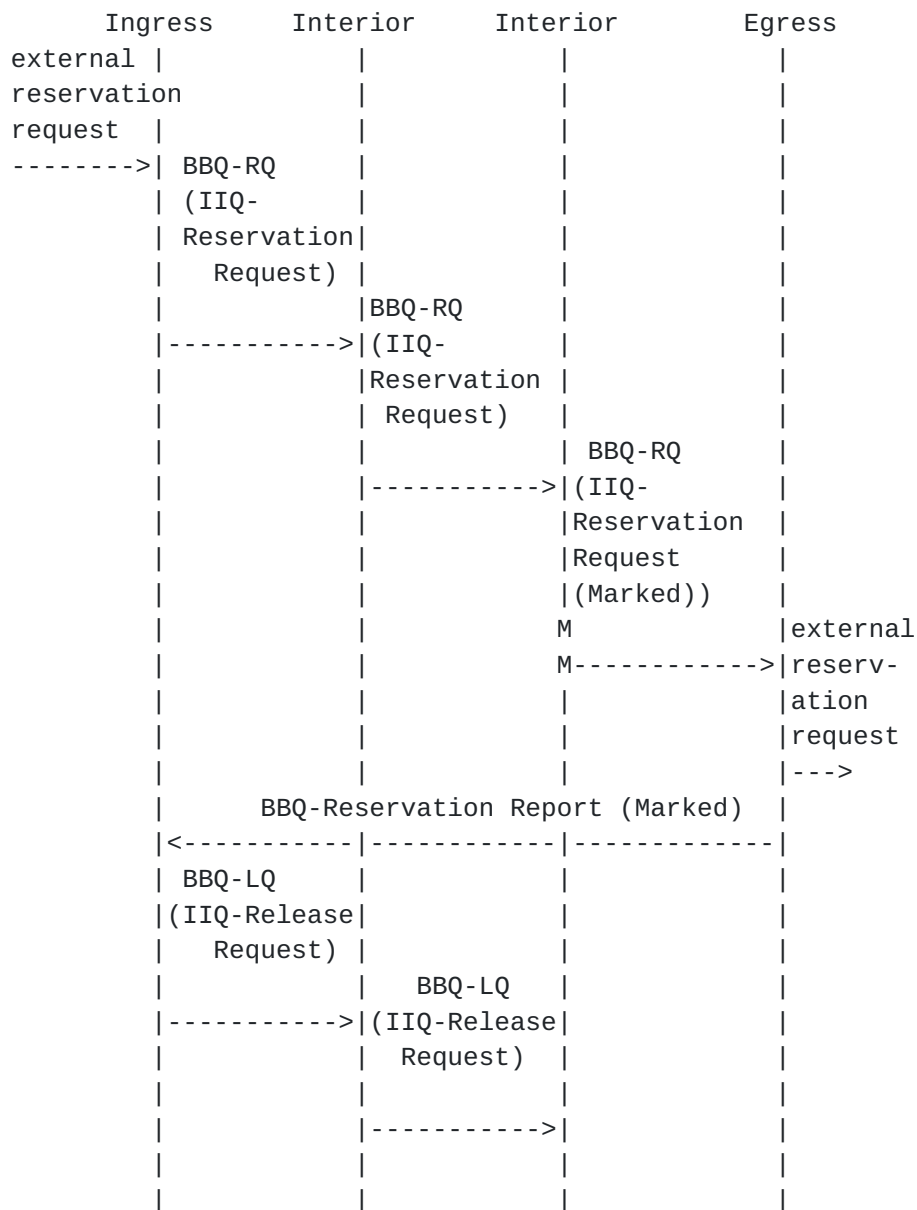 Ingress     Interior     Interior        Egress
external |            |            |             |
reservation           |            |             |
request  |            |            |             |
-------->| BBQ-RQ     |            |             |
         | (IIQ-      |            |             |
         | Reservation|            |             |
         |   Request) |            |             |
         |            |BBQ-RQ      |             |
         |----------->|(IIQ-       |             |
         |            |Reservation |             |
         |            | Request)   |             |
         |            |            | BBQ-RQ      |
         |            |----------->|(IIQ-        |
         |            |            |Reservation  |
         |            |            |Request      |
         |            |            |(Marked))    |
         |            |            M             |external
         |            |            M------------>|reserv-
         |            |            |             |ation
         |            |            |             |request
         |            |            |             |--->
         |      BBQ-Reservation Report (Marked)  |
         |<-----------|------------|-------------|
         | BBQ-LQ     |            |             |
         |(IIQ-Release|            |             |
         |   Request) |            |             |
         |            |   BBQ-LQ   |             |
         |----------->|(IIQ-Release|             |
         |            |  Request)  |             |
         |            |            |             |
         |            |----------->|             |
         |            |            |             |
         |            |            |             |